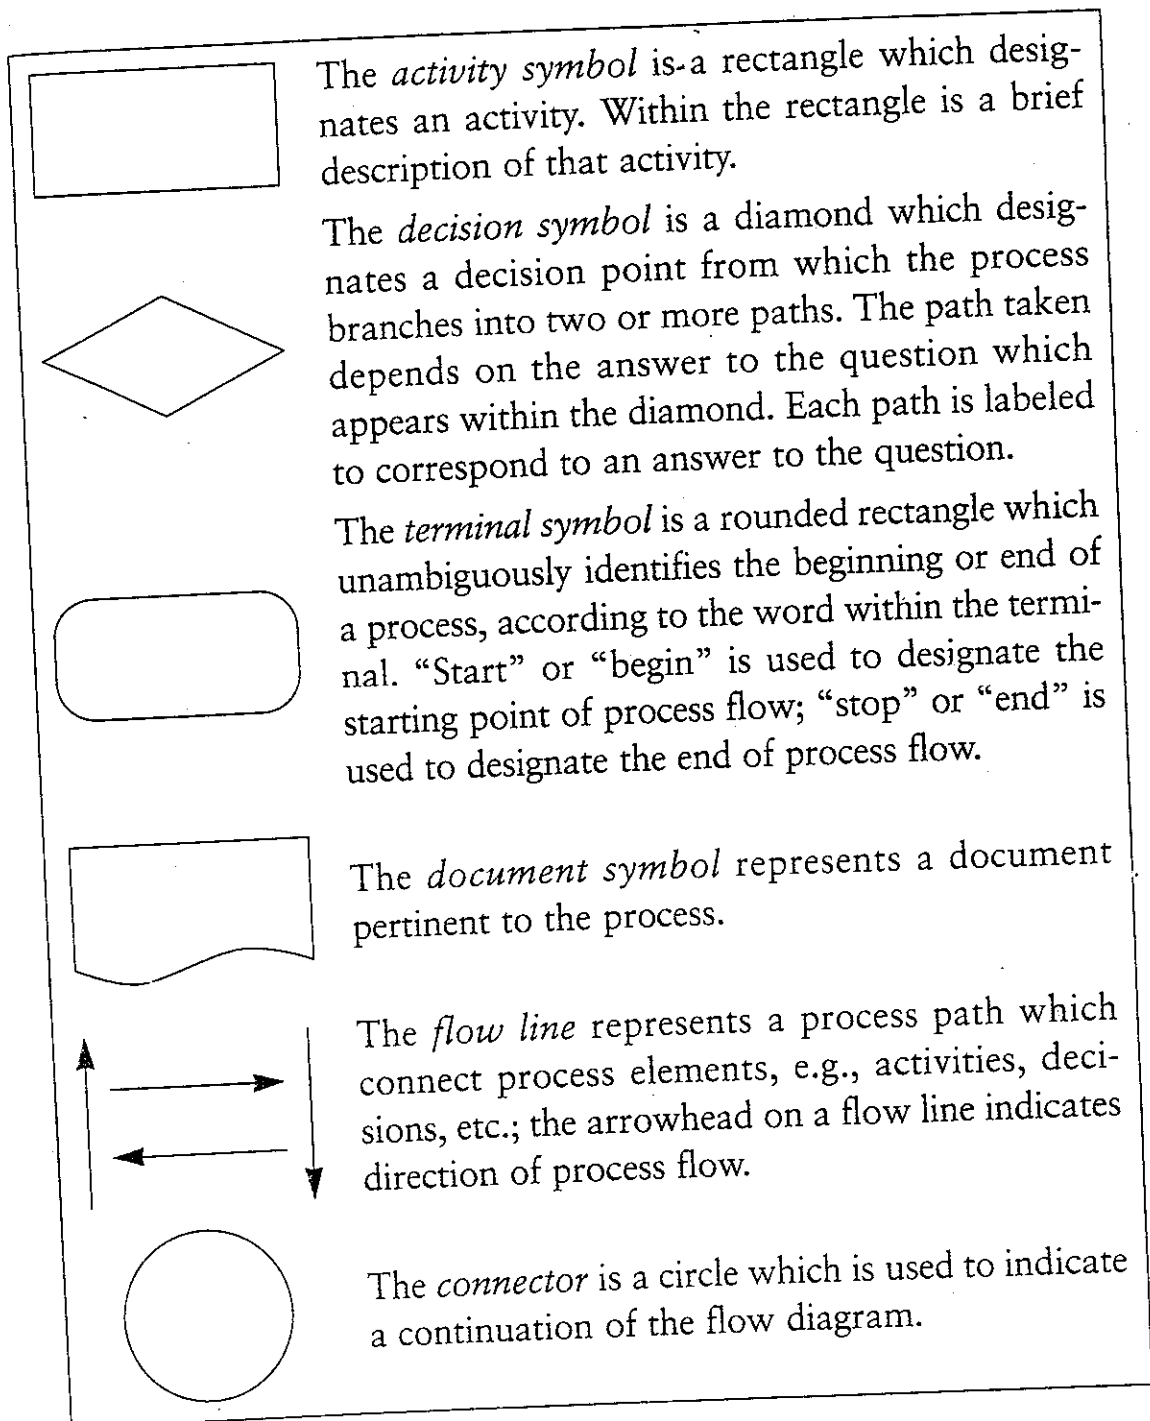 The activity symbol is a rectangle which desig-
nates an activity. Within the rectangle is a brief
description of that activity.
The decision symbol is a diamond which desig-
nates a decision point from which the process
branches into two or more paths. The path taken
depends on the answer to the question which
appears within the diamond. Each path is labeled
to correspond to an answer to the question.
The terminal symbol is a rounded rectangle which
unambiguously identifies the beginning or end of
a process, according to the word within the termi-
nal. “Start” or “begin” is used to designate the
starting point of process flow; “stop” or “end” is
used to designate the end of process flow.
The document symbol represents a document
pertinent to the process.
The flow line represents a process path which
connect process elements, e.g., activities, deci-
sions, etc.; the arrowhead on a flow line indicates
direction of process flow.
The connector is a circle which is used to indicate
a continuation of the flow diagram.